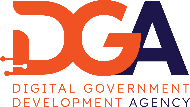 DGA
DIGITAL GOVERNMENT
DEVELOPMENT AGENCY